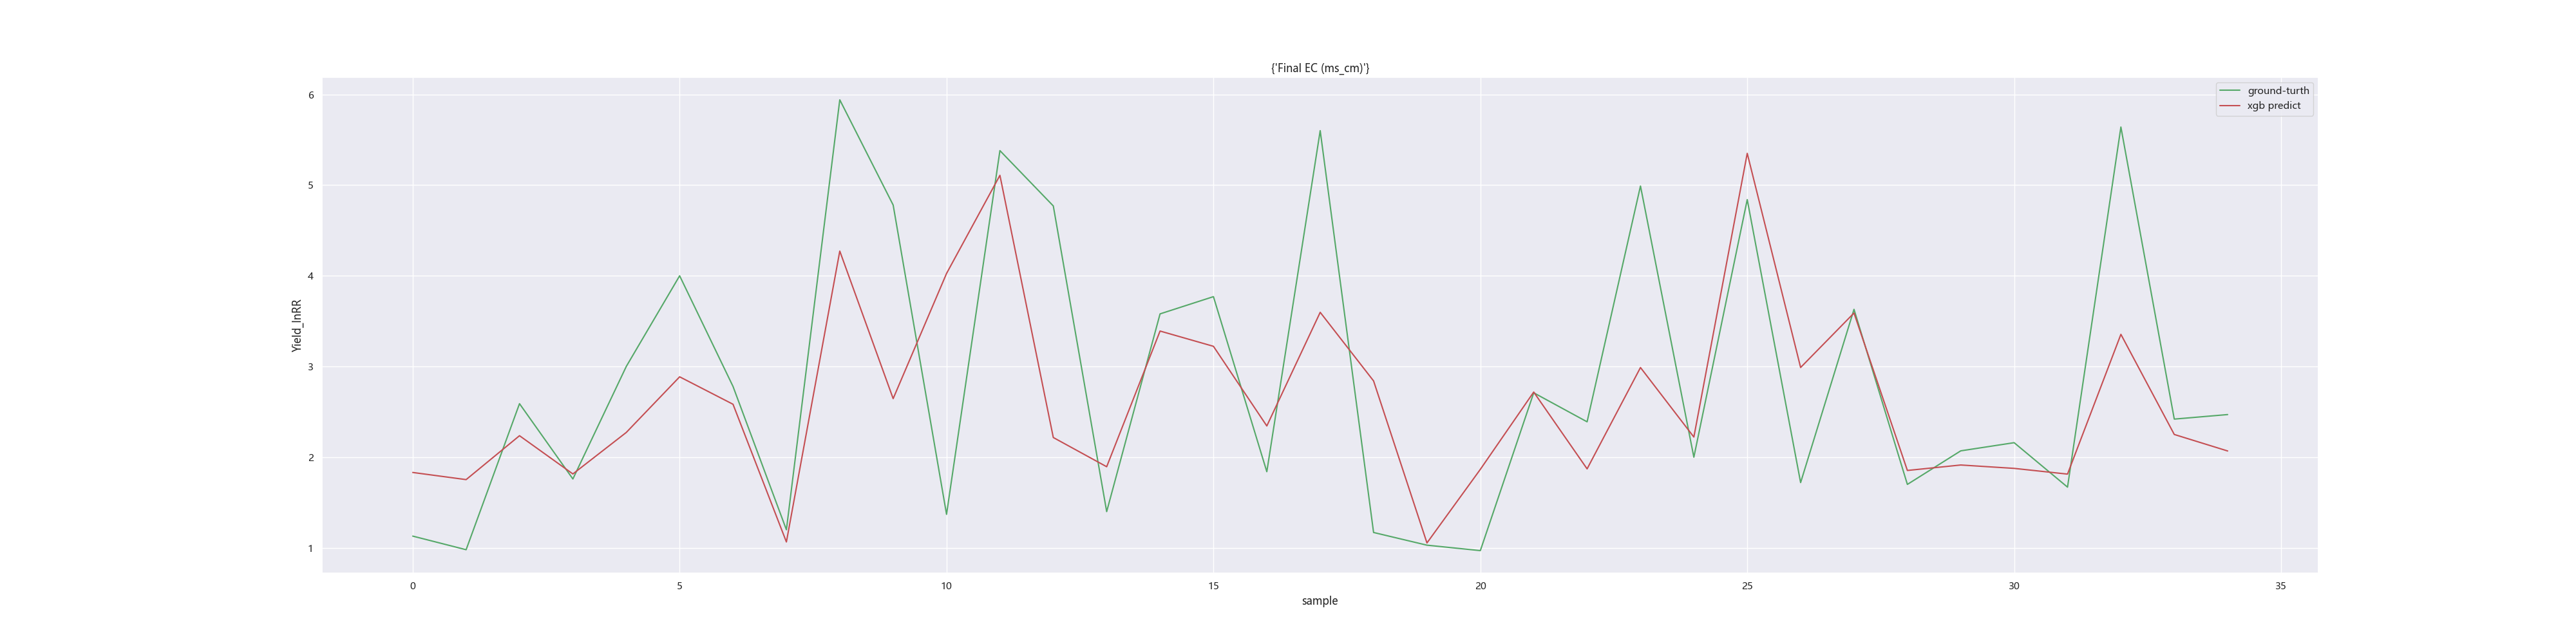 {'Final EC (ms_cm)'}
ground-turth
xgb predict
Yield_lnRR
6
5
4
3
2
1
0 5 10 15 20 25 30 35
sample